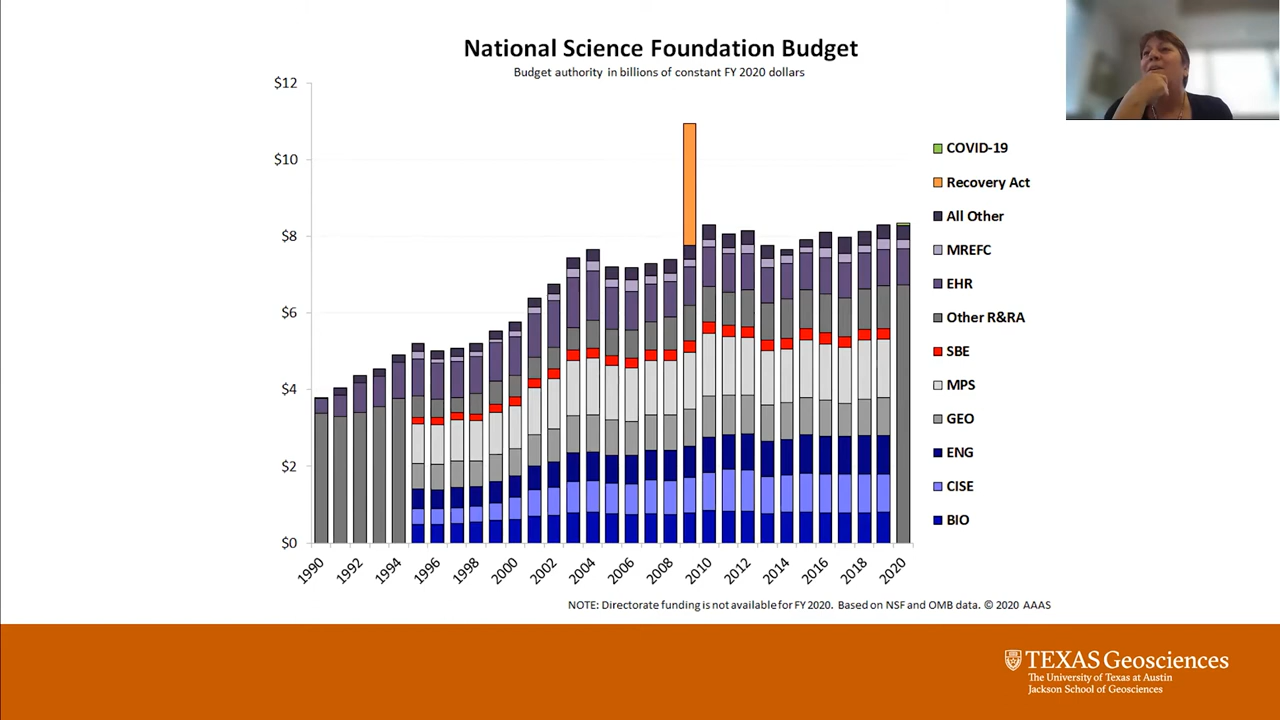 National Science Foundation Budget
Budget authority in billions of constant FY 2020 dollars
$12
$10
$8
$6
$4
$2
$0
1990
1992
1994
1996
1998
2000
2002
2004
2006
2008
2010
2012
2014
2016
2018
2020
COVID-19
Recovery Act
All Other
MREFC
EHR
Other R&RA
SBE
MPS
GEO
ENG
CISE
BIO
NOTE: Directorate funding is not available for FY 2020. Based on NSF and OMB data. © 2020 AAAS
TEXAS Geosciences
The University of Texas at Austin
Jackson School of Geosciences